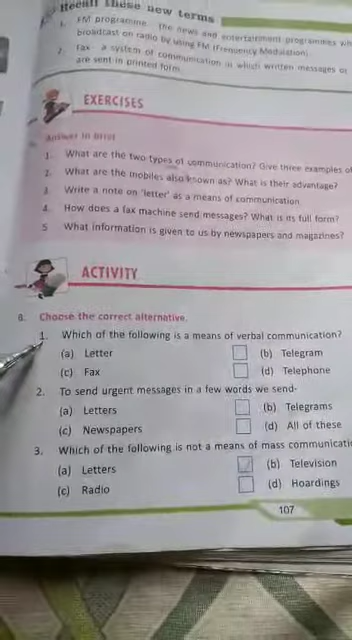 Recall these new terms
1. FM programme - the news and entertainment programmes
broadcast on radio by using FM (Frequency Modulation).
2. Fax - a system of communication in which written messages or
are sent in printed form.
EXERCISES
Answer in brief
1. What are the two types of communication? Give three examples of
2. What are the mobiles also known as? What is their advantage?
3. Write a note on 'letter' as a means of communication.
4. How does a fax machine send messages? What is its full form?
5. What information is given to us by newspapers and magazines?
ACTIVITY
B. Choose the correct alternative.
1. Which of the following is a means of verbal communication?
(a) Letter (b) Telegram
(c) Fax (d) Telephone
2. To send urgent messages in a few words we send-
(a) Letters (b) Telegrams
(c) Newspapers (d) All of these
3. Which of the following is not a means of mass communicati
(a) Letters (b) Television
(c) Radio (d) Hoardings
107